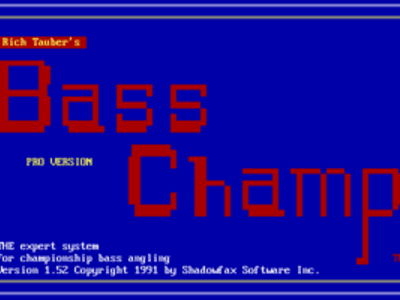 Rich Tauber's
Bass
PRO VERSION
Champ
THE expert system
for championship bass angling
Version 1.52 Copyright 1991 by Shadowfax Software Inc.